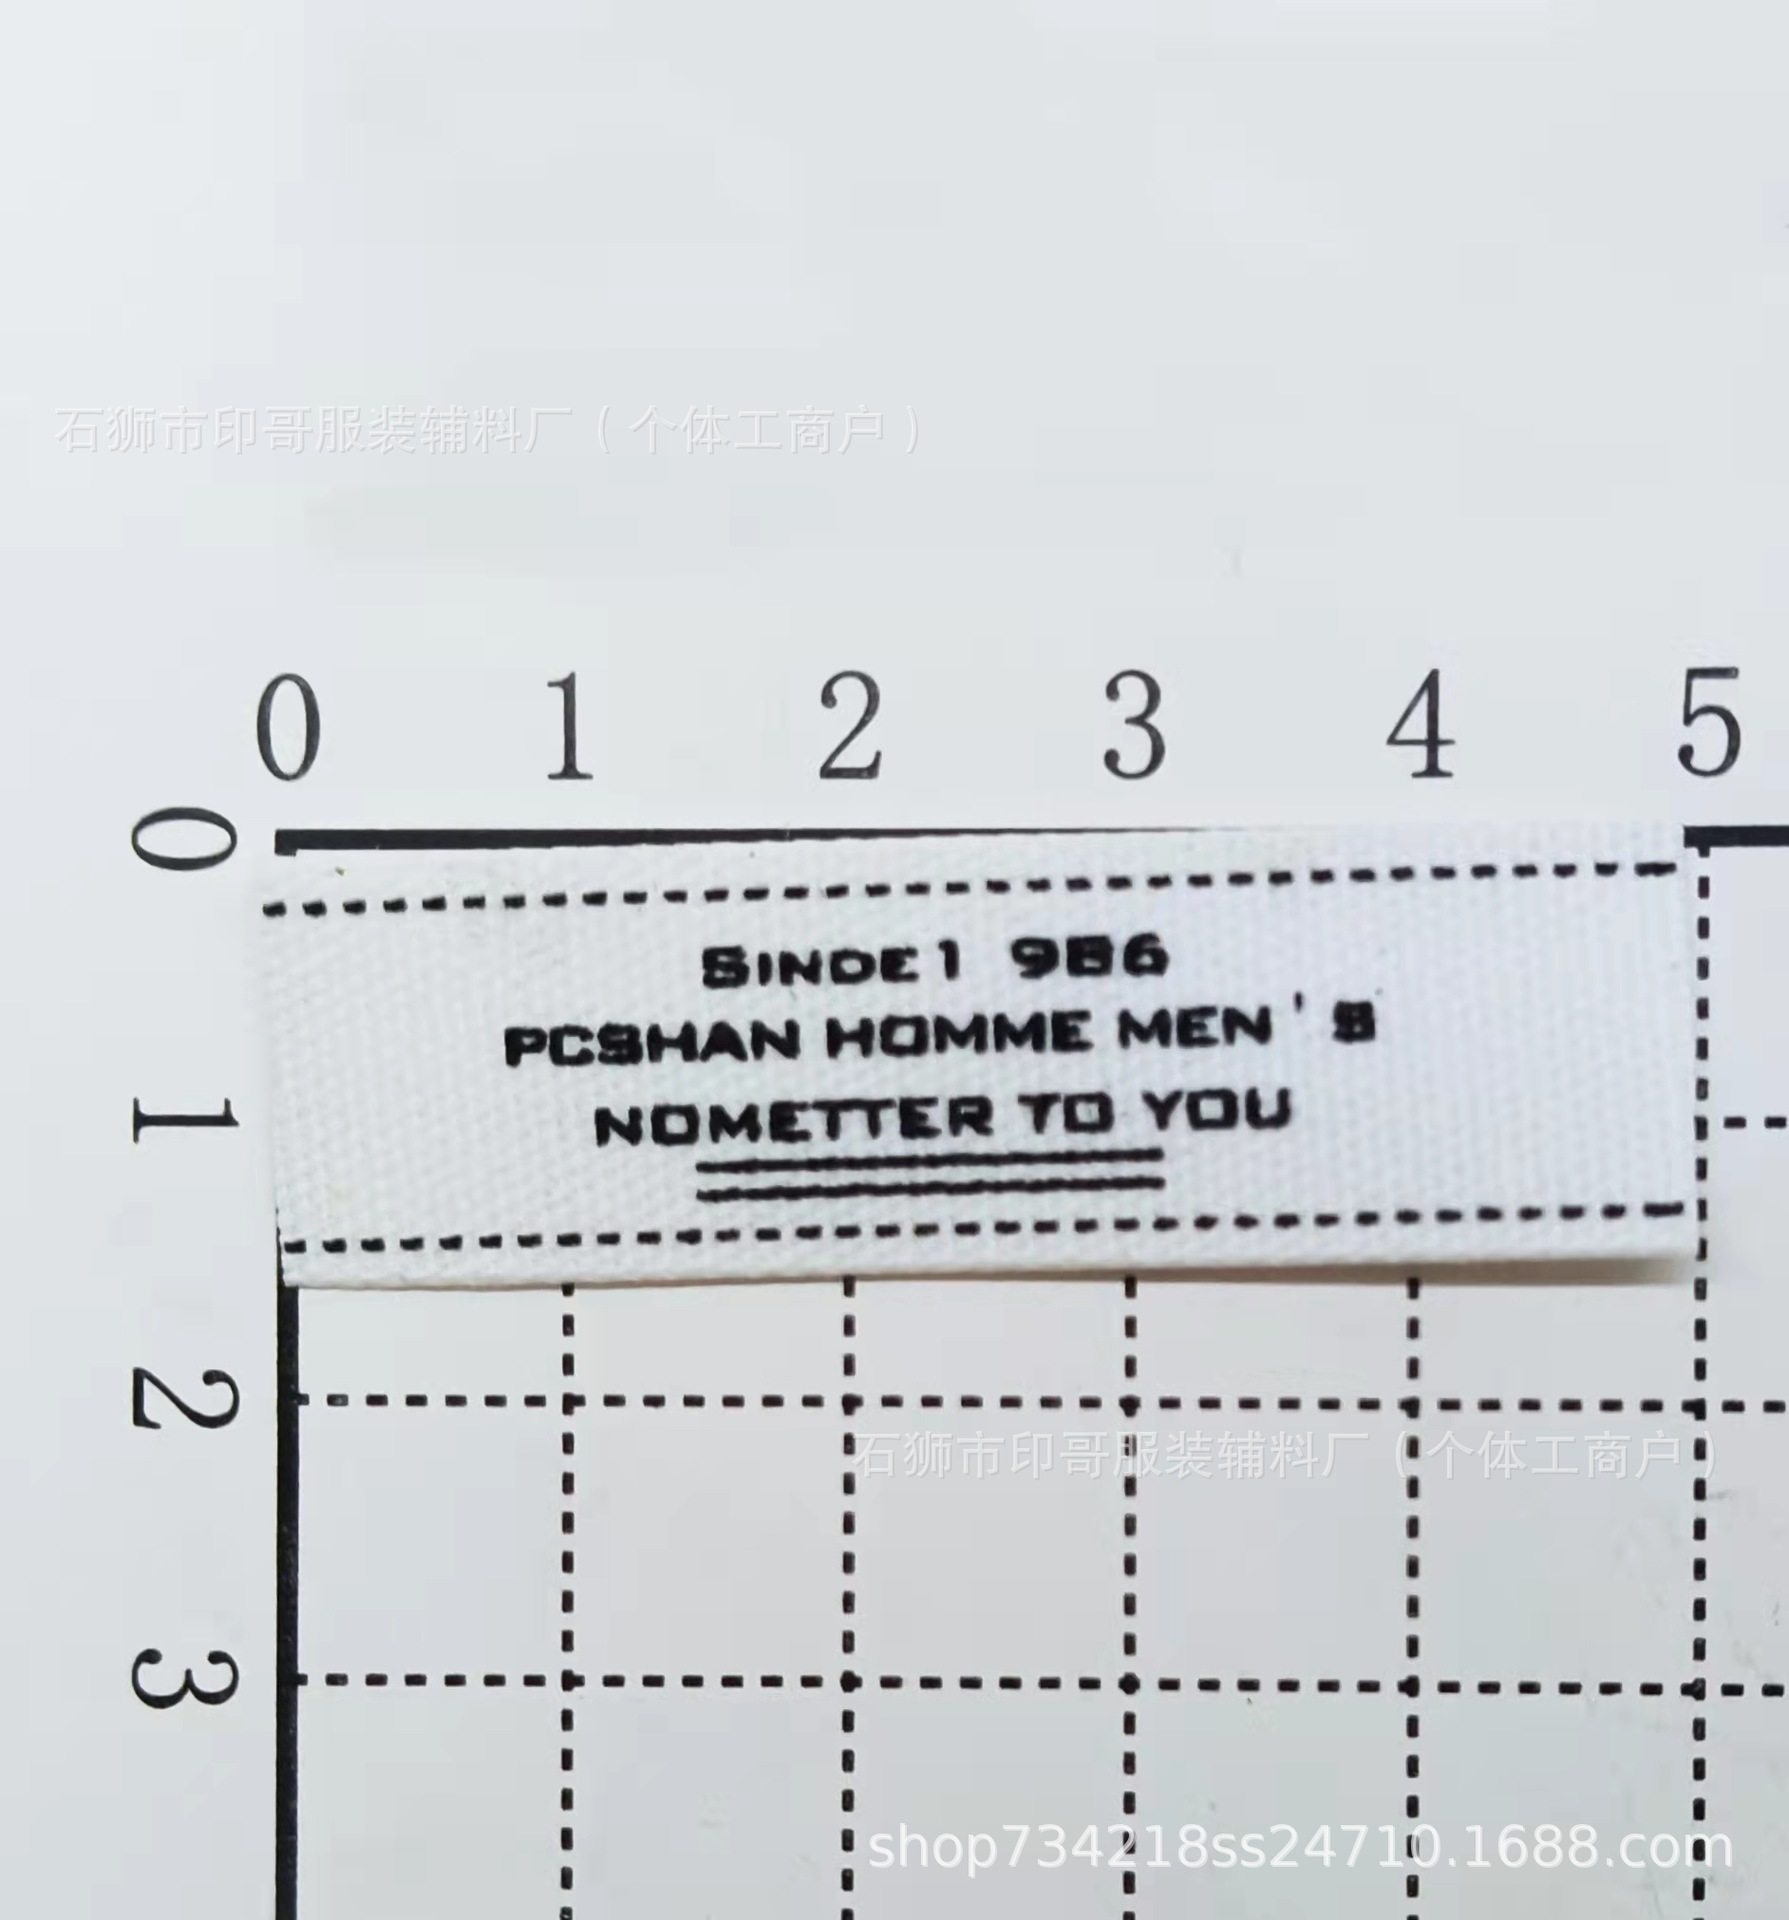 石狮市印哥服装辅料厂（个体工商户）
0 1 2 3 4 5
0
SINDE1 986
PCSHAN HOMME MEN'S
1
NOMETTER TO YOU
2
石狮市印哥服装辅料厂（个体工商户）
3
shop734218ss24710.1688.com